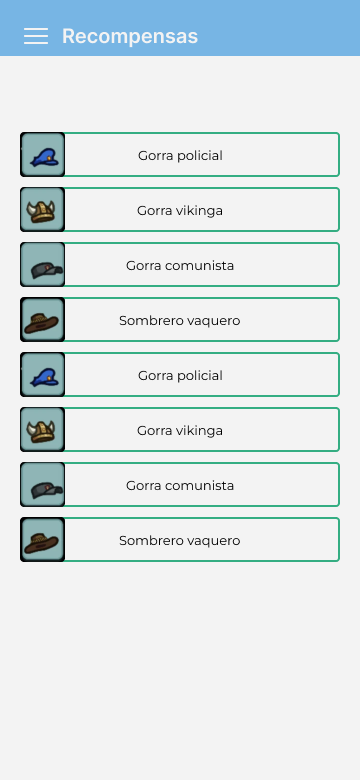 Recompensas
Gorra policial
Gorra vikinga
Gorra comunista
Sombrero vaquero
Gorra policial
Gorra vikinga
Gorra comunista
Sombrero vaquero